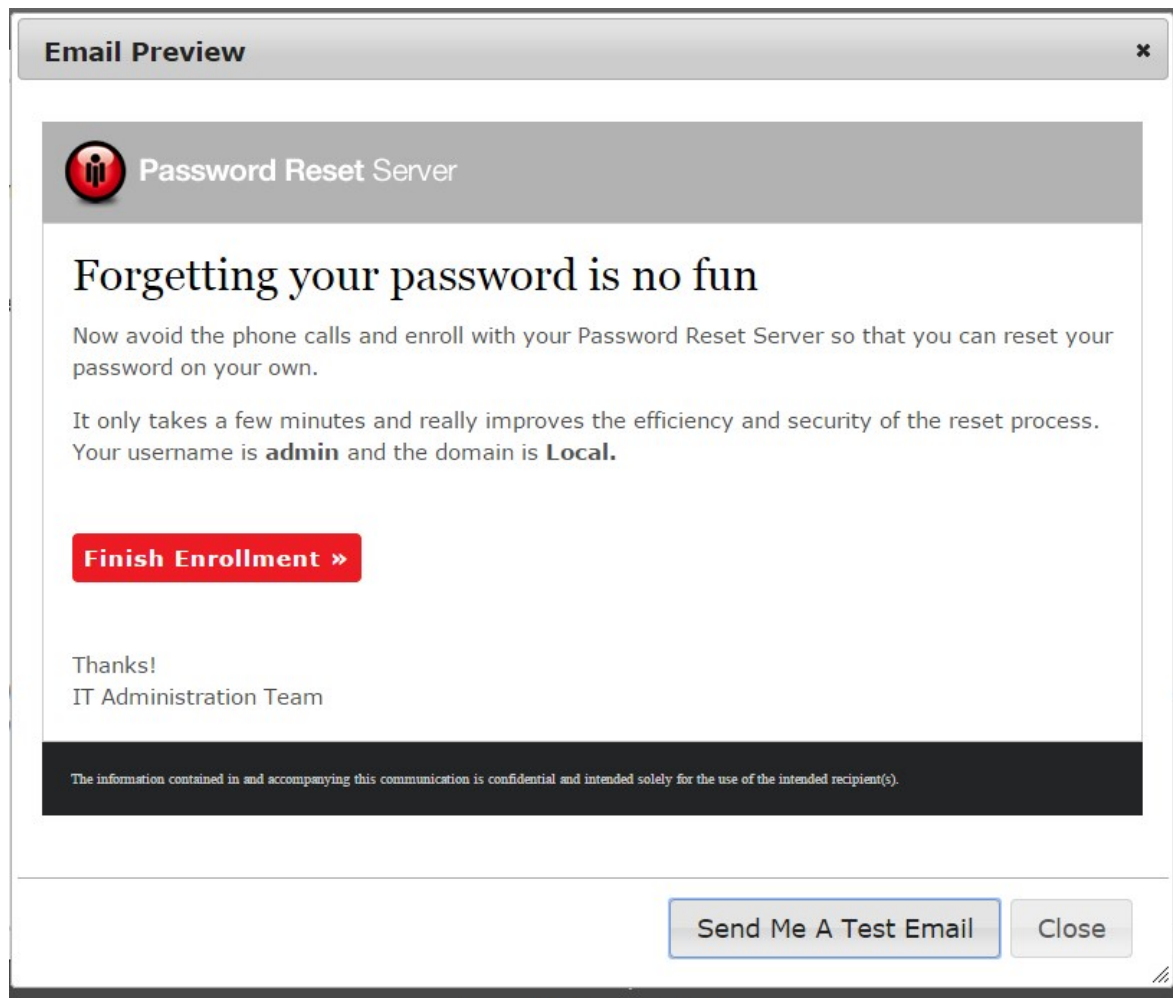 Email Preview
Password Reset Server
Forgetting your password is no fun
Now avoid the phone calls and enroll with your Password Reset Server so that you can reset your
password on your own.
It only takes a few minutes and really improves the efficiency and security of the reset process.
Your username is admin and the domain is Local.
Finish Enrollment »
Thanks!
IT Administration Team
The information contained in and accompanying this communication is confidential and intended solely for the use of the intended recipient(s).
Send Me A Test Email Close